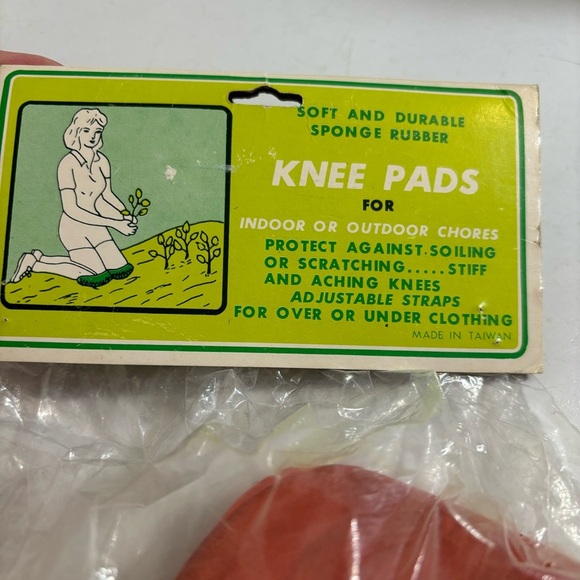 SOFT AND DURABLE
SPONGE RUBBER
KNEE PADS
FOR
INDOOR OR OUTDOOR CHORES
PROTECT AGAINST SOILING
OR SCRATCHING.....STIFF
AND ACHING KNEES
ADJUSTABLE STRAPS
FOR OVER OR UNDER CLOTHING
MADE IN TAIWAN